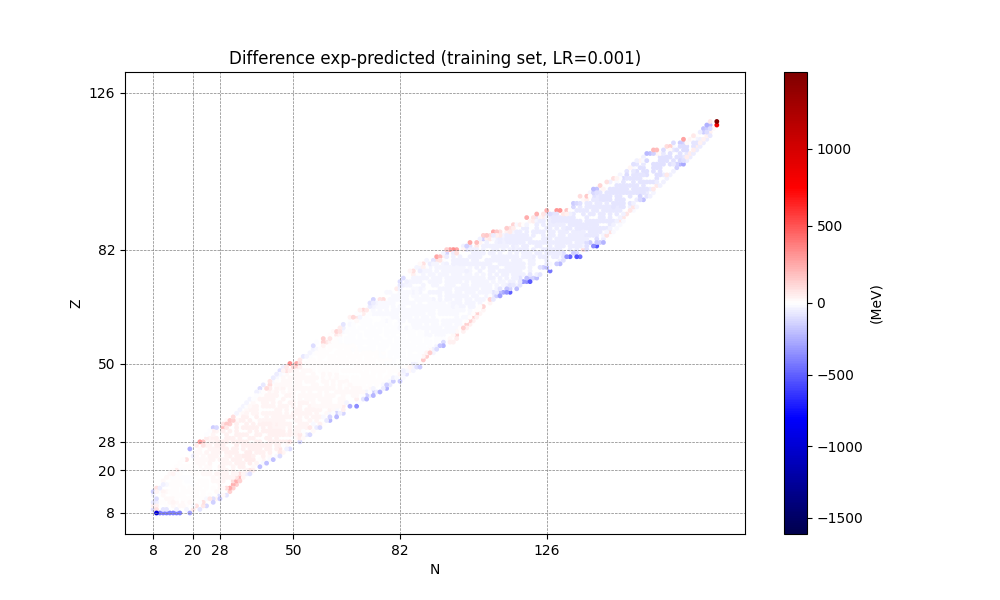 Difference exp-predicted (training set, LR=0.001)
126
82
50
28
20
8
Z
8 20 28 50 82 126
N
1000
500
0
−500
−1000
−1500
(MeV)